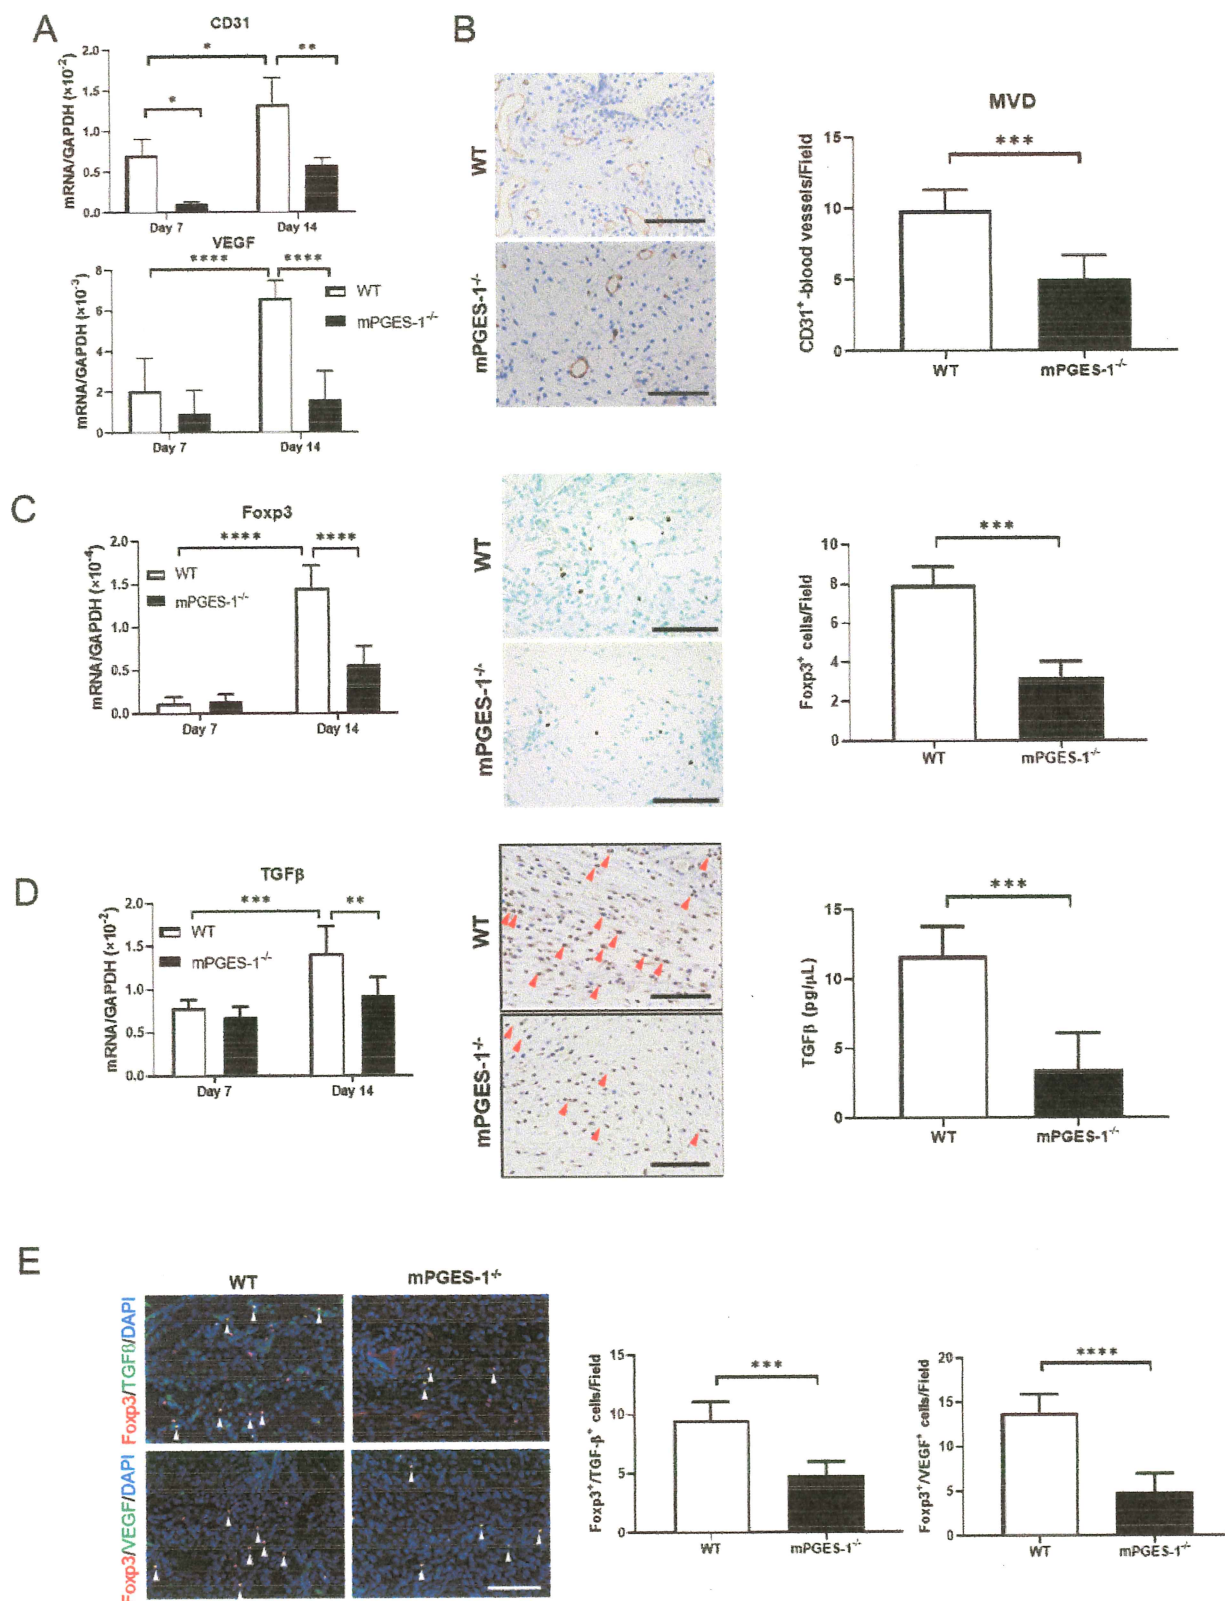 A
CD31
mRNA/GAPDH (×10⁻²)
2.0
1.5
1.0
0.5
0.0
*
*
**
Day 7
Day 14
VEGF
mRNA/GAPDH (×10⁻³)
8
6
4
2
0
****
****
WT
mPGES-1⁻/⁻
Day 7
Day 14
B
WT
mPGES-1⁻/⁻
MVD
CD31⁺-blood vessels/Field
15
10
5
0
***
WT
mPGES-1⁻/⁻
C
Foxp3
mRNA/GAPDH (×10⁻⁴)
2.0
1.5
1.0
0.5
0.0
****
****
WT
mPGES-1⁻/⁻
Day 7
Day 14
WT
mPGES-1⁻/⁻
Foxp3⁺ cells/Field
10
8
6
4
2
0
***
WT
mPGES-1⁻/⁻
D
TGFβ
mRNA/GAPDH (×10⁻²)
2.0
1.5
1.0
0.5
0.0
***
**
WT
mPGES-1⁻/⁻
Day 7
Day 14
WT
mPGES-1⁻/⁻
TGFβ (pg/μL)
15
10
5
0
***
WT
mPGES-1⁻/⁻
E
WT
mPGES-1⁻/⁻
Foxp3/TGFβ/DAPI
Foxp3/VEGF/DAPI
Foxp3⁺/TGF-β⁺ cells/Field
15
10
5
0
***
WT
mPGES-1⁻/⁻
Foxp3⁺/VEGF⁺ cells/Field
20
15
10
5
0
****
WT
mPGES-1⁻/⁻